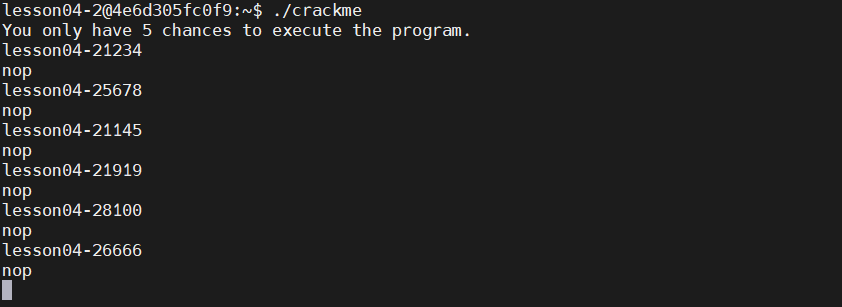 lesson04-2@4e6d305fc0f9:~$ ./crackme
You only have 5 chances to execute the program.
lesson04-21234
nop
lesson04-25678
nop
lesson04-21145
nop
lesson04-21919
nop
lesson04-28100
nop
lesson04-26666
nop